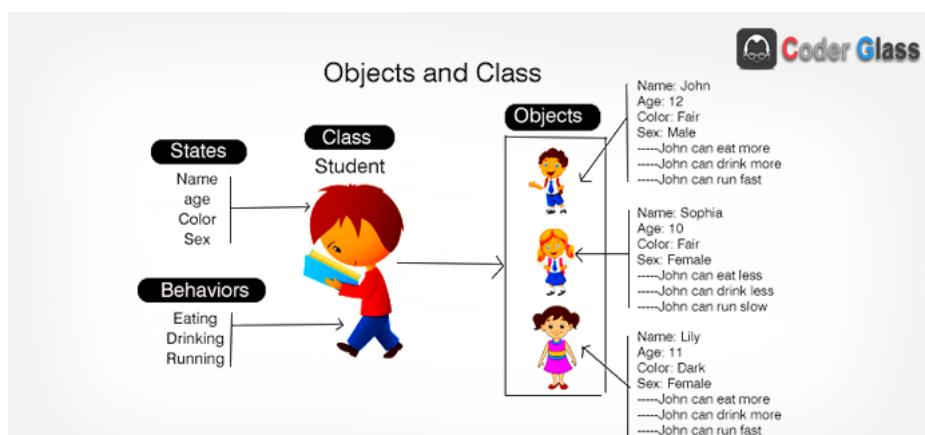 Coder Glass
Objects and Class
States
Name
age
Color
Sex
Behaviors
Eating
Drinking
Running
Class
Student
Objects
Name: John
Age: 12
Color: Fair
Sex: Male
-----John can eat more
-----John can drink more
-----John can run fast
Name: Sophia
Age: 10
Color: Fair
Sex: Female
----John can eat less
----John can drink less
----John can run slow
Name: Lily
Age: 11
Color: Dark
Sex: Female
-----John can eat more
-----John can drink more
-----John can run fast